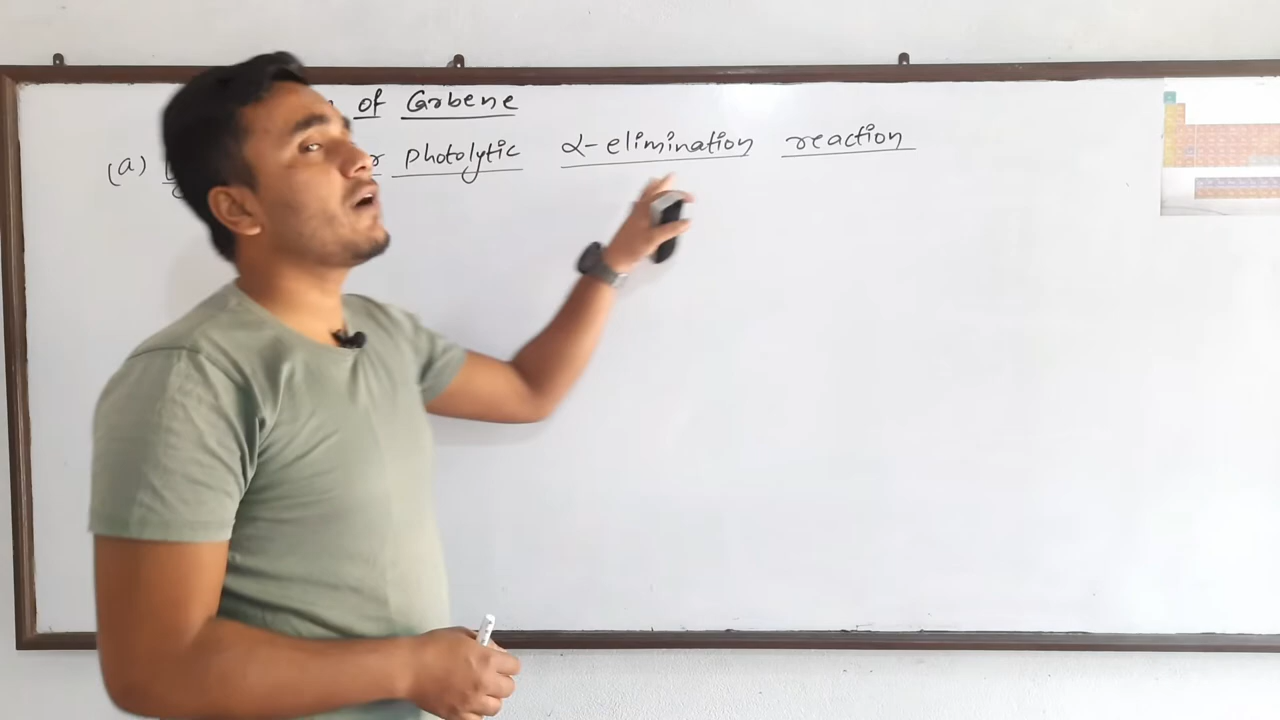 of Carbene
(a) photolytic α-elimination reaction